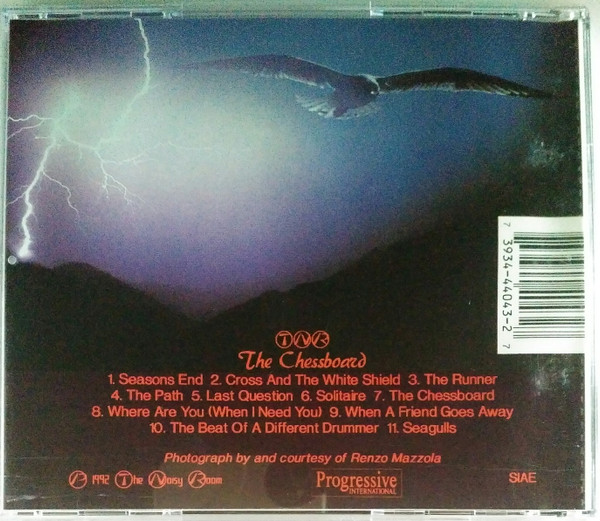 TNR
The Chessboard
1. Seasons End 2. Cross And The White Shield 3. The Runner
4. The Path 5. Last Question 6. Solitaire 7. The Chessboard
8. Where Are You (When I Need You) 9. When A Friend Goes Away
10. The Beat Of A Different Drummer 11. Seagulls
Photograph by and courtesy of Renzo Mazzola
P 1992 The Noisy Room
Progressive
INTERNATIONAL
SIAE
7 3934-44043-2 7